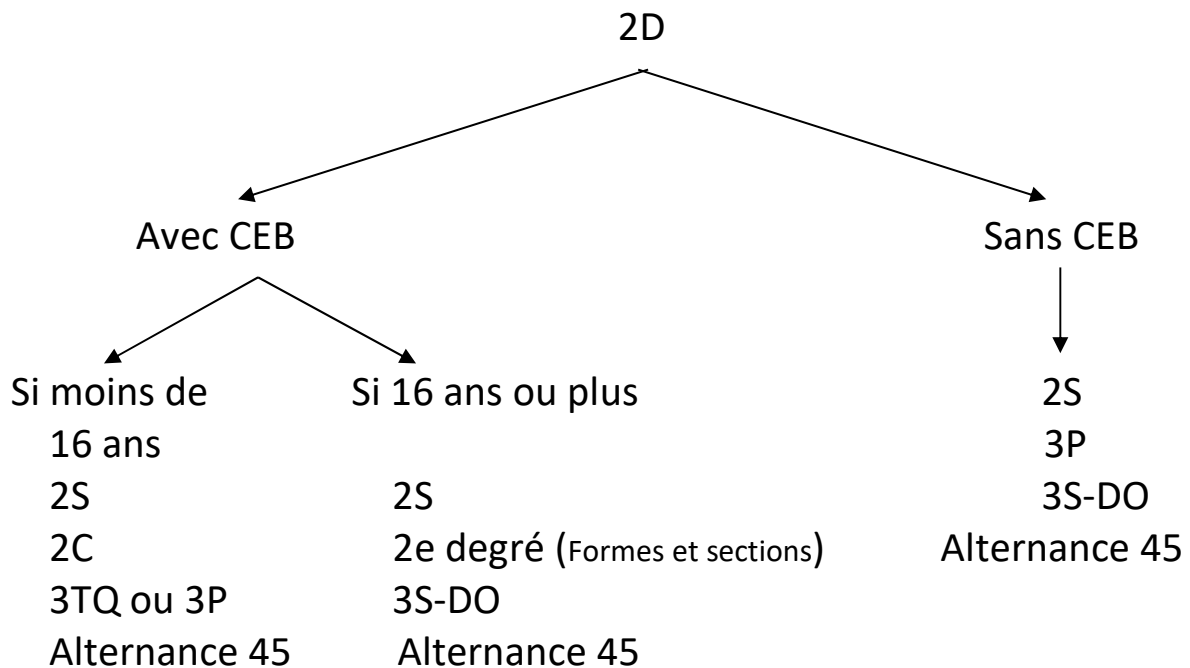 2D
Avec CEB
Sans CEB
Si moins de
16 ans
2S
2C
3TQ ou 3P
Alternance 45
Si 16 ans ou plus
2S
2e degré (Formes et sections)
3S-DO
Alternance 45
2S
3P
3S-DO
Alternance 45